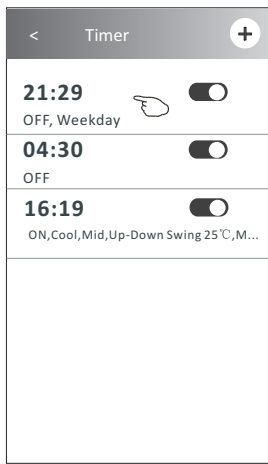 < Timer +
21:29
OFF, Weekday
04:30
OFF
16:19
ON,Cool,Mid,Up-Down Swing 25℃,M...